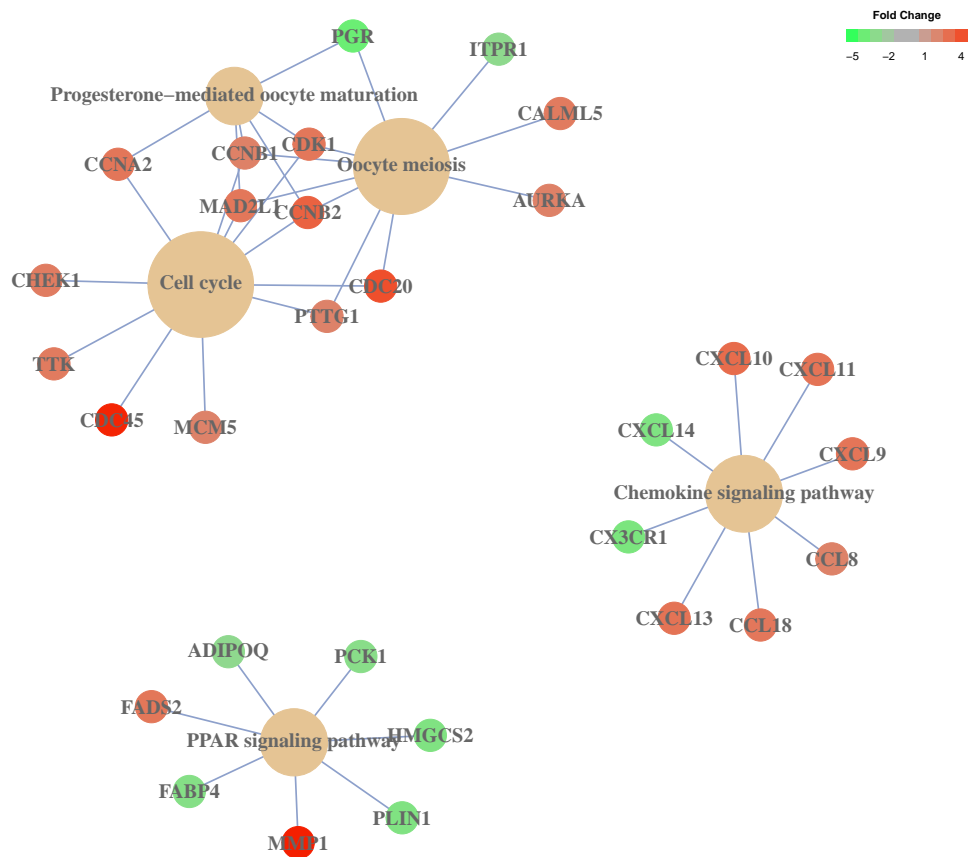 Fold Change
−5 −2 1 4
PGR
ITPR1
Progesterone−mediated oocyte maturation
CALML5
CCNB1
CDK1
CCNA2
Oocyte meiosis
AURKA
MAD2L1
CCNB2
CHEK1
Cell cycle
CDC20
PTTG1
TTK
CDC45
MCM5
CXCL10
CXCL11
CXCL14
CXCL9
Chemokine signaling pathway
CX3CR1
CCL8
CXCL13
CCL18
ADIPOQ
PCK1
FADS2
PPAR signaling pathway
HMGCS2
FABP4
PLIN1
MMP1